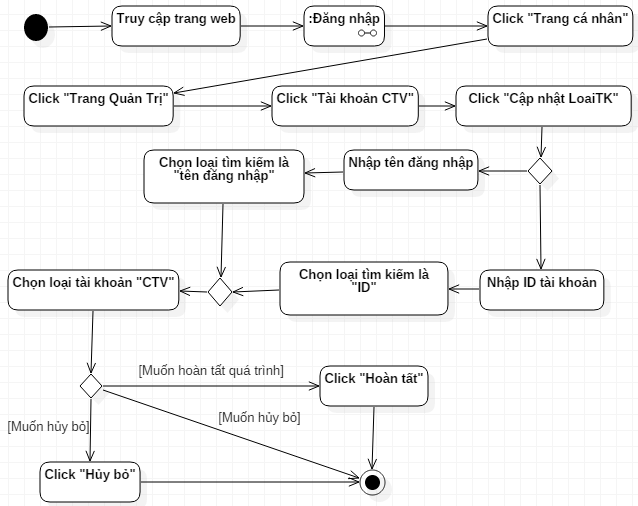 Truy cập trang web
:Đăng nhập
Click "Trang cá nhân"
Click "Trang Quản Trị"
Click "Tài khoản CTV"
Click "Cập nhật LoaiTK"
Chọn loại tìm kiếm là
"tên đăng nhập"
Nhập tên đăng nhập
Chọn loại tài khoản "CTV"
Chọn loại tìm kiếm là
"ID"
Nhập ID tài khoản
[Muốn hoàn tất quá trình]
Click "Hoàn tất"
[Muốn hủy bỏ]
[Muốn hủy bỏ]
Click "Hủy bỏ"